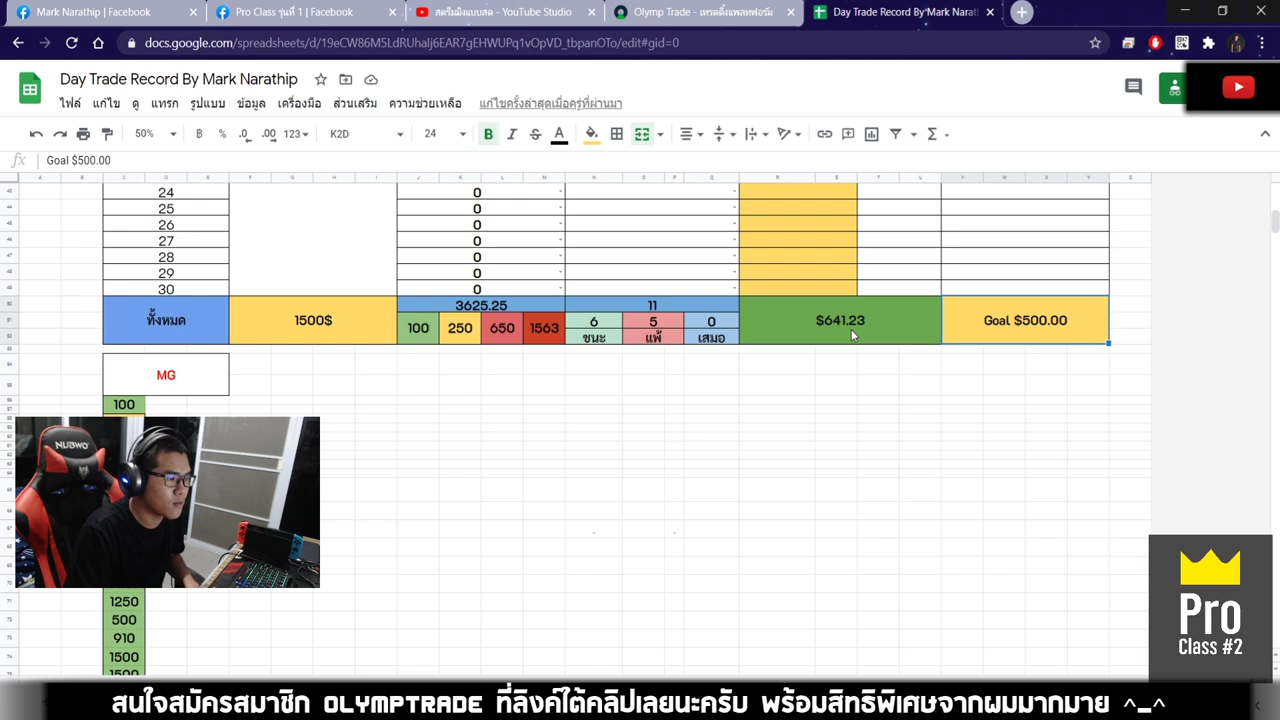 Mark Narathip | Facebook
Pro Class รุ่นที่ 1 | Facebook
สตรีมมิงแบบสด - YouTube Studio
Olymp Trade - เทรดดิ้งแพลทฟอร์ม
Day Trade Record By Mark Narat
Day Trade Record By Mark Narathip
ไฟล์ แก้ไข ดู แทรก รูปแบบ ข้อมูล เครื่องมือ ส่วนเสริม ความช่วยเหลือ แก้ไขครั้งล่าสุดเมื่อครู่ที่ผ่านมา
50% ฿ % .0 .00 123 K2D 24 B I S A
fx Goal $500.00
24 0
25 0
26 0
27 0
28 0
29 0
30 0
ทั้งหมด 1500$ 3625.25 11 $641.23 Goal $500.00
100 250 650 1563 6 5 0
ชนะ แพ้ เสมอ
MG
100
NUBWO
1250
500
910
1500
1500
Pro
Class #2
สนใจสมัครสมาชิก OLYMPTRADE ที่ลิงค์ใต้คลิปเลยนะครับ พร้อมสิทธิพิเศษจากผมมากมาย ^_^